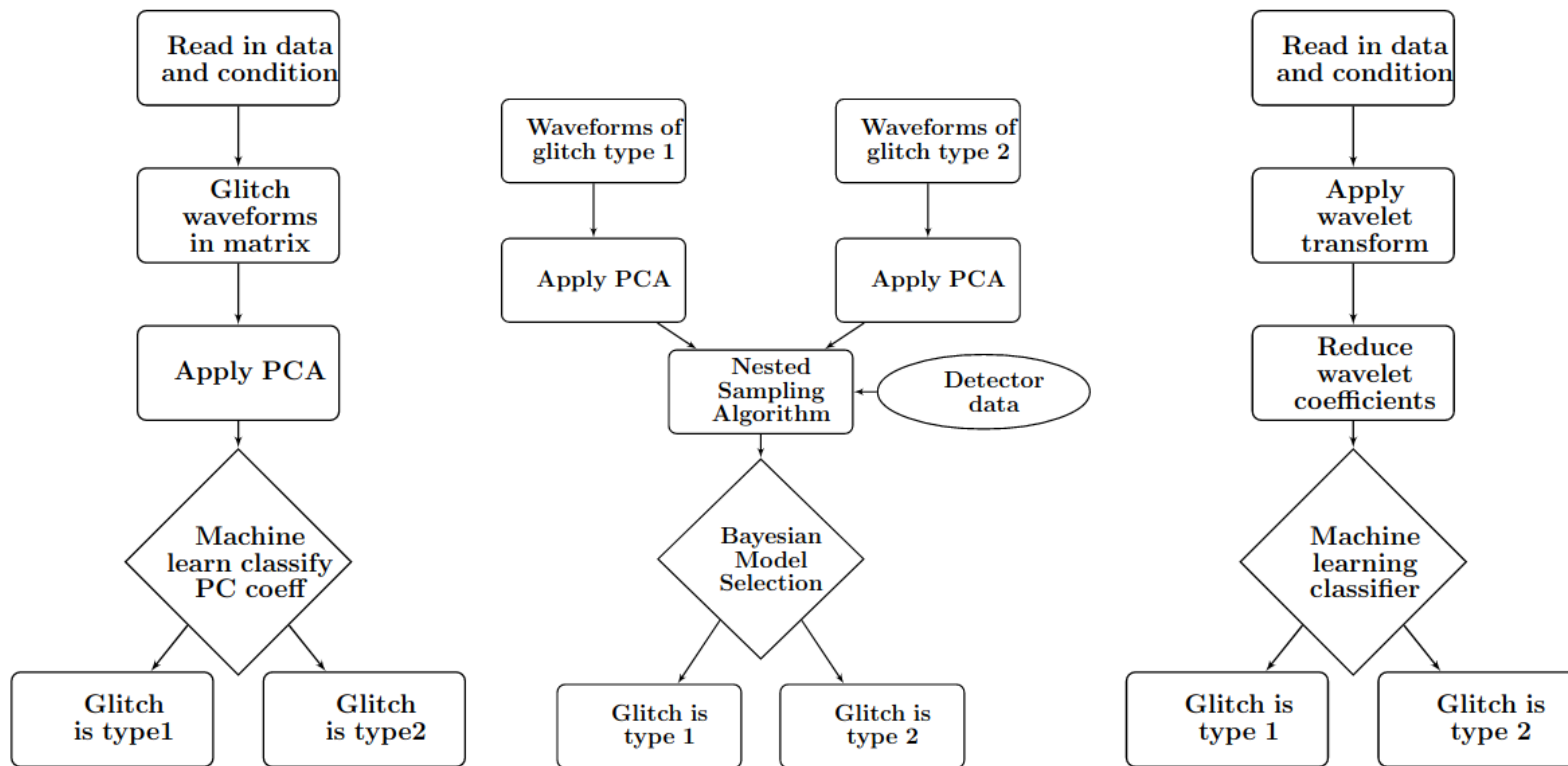 Read in data
and condition
Glitch
waveforms
in matrix
Apply PCA
Machine
learn classify
PC coeff
Glitch
is type1
Glitch
is type2
Waveforms of
glitch type 1
Waveforms of
glitch type 2
Apply PCA
Apply PCA
Nested
Sampling
Algorithm
Detector
data
Bayesian
Model
Selection
Glitch is
type 1
Glitch is
type 2
Read in data
and condition
Apply
wavelet
transform
Reduce
wavelet
coefficients
Machine
learning
classifier
Glitch is
type 1
Glitch is
type 2